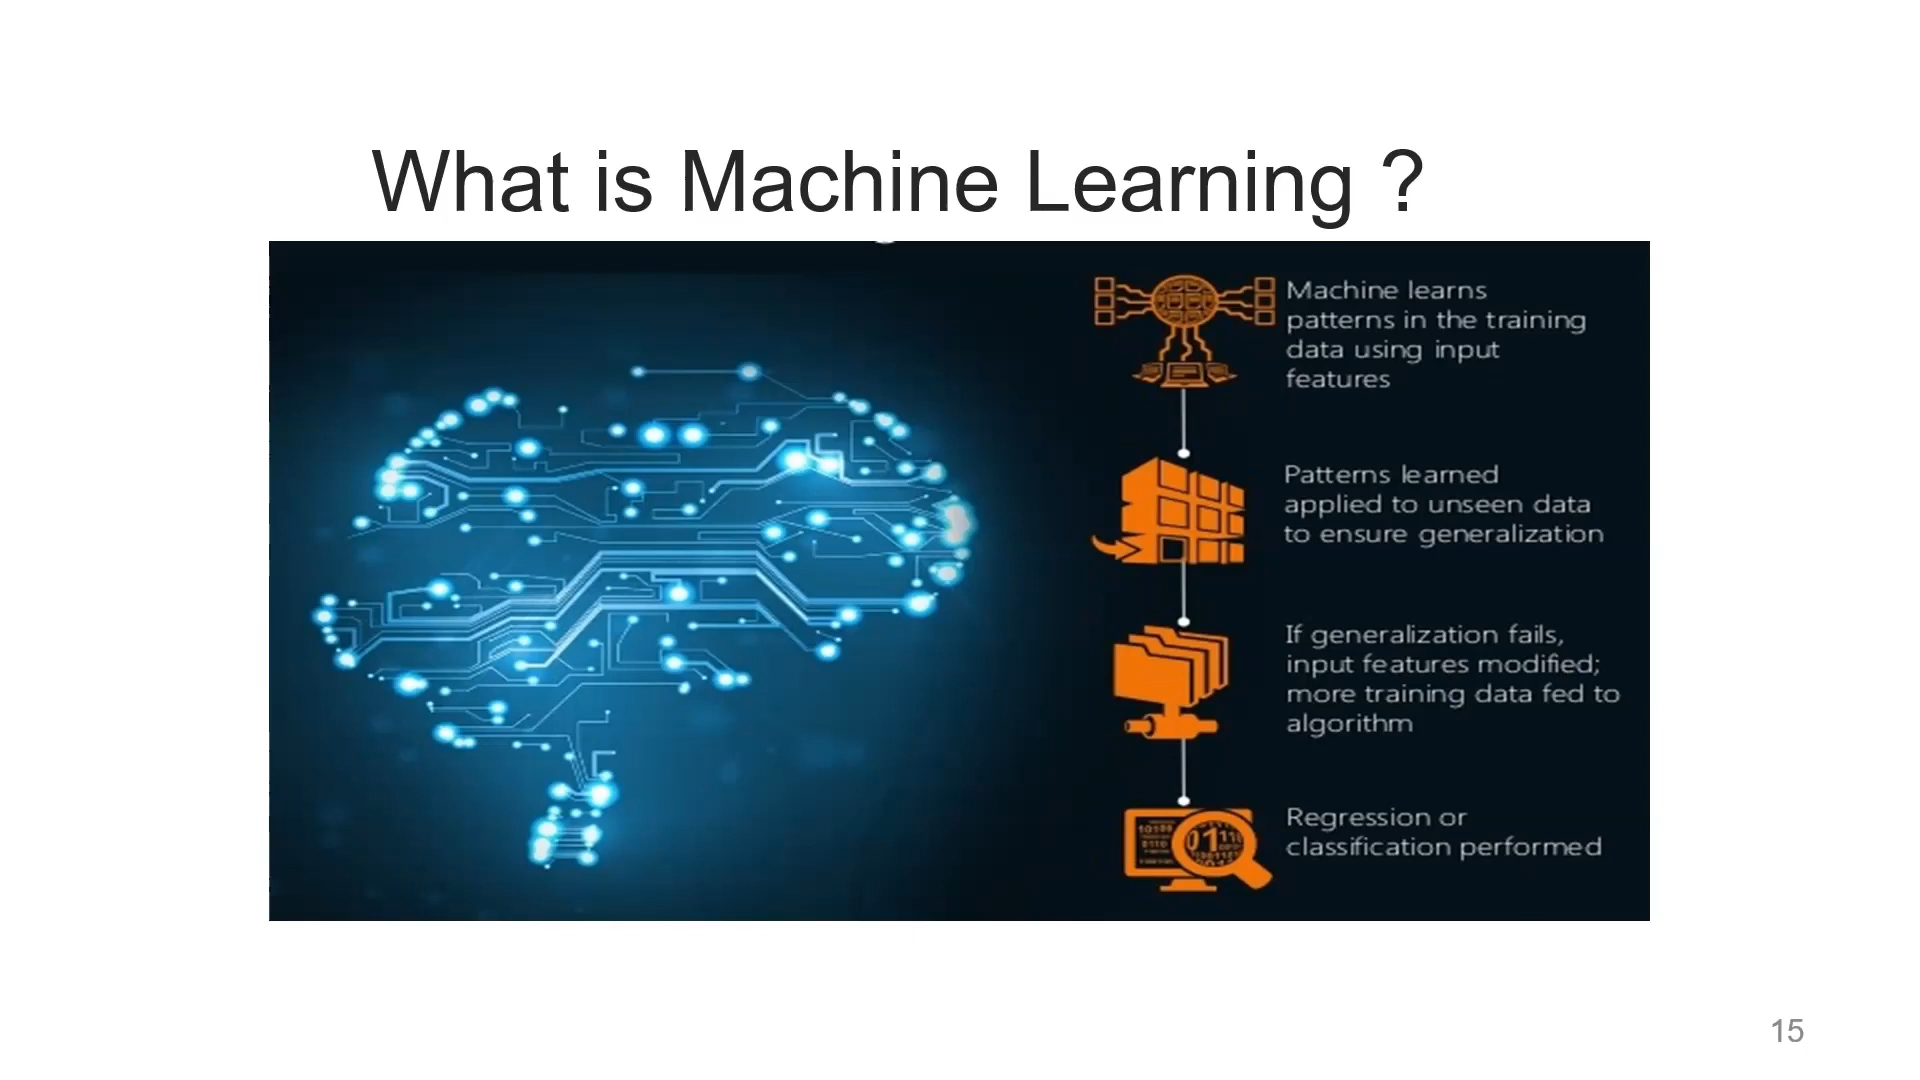 What is Machine Learning ?
Machine learns
patterns in the training
data using input
features
Patterns learned
applied to unseen data
to ensure generalization
If generalization fails,
input features modified;
more training data fed to
algorithm
Regression or
classification performed
15